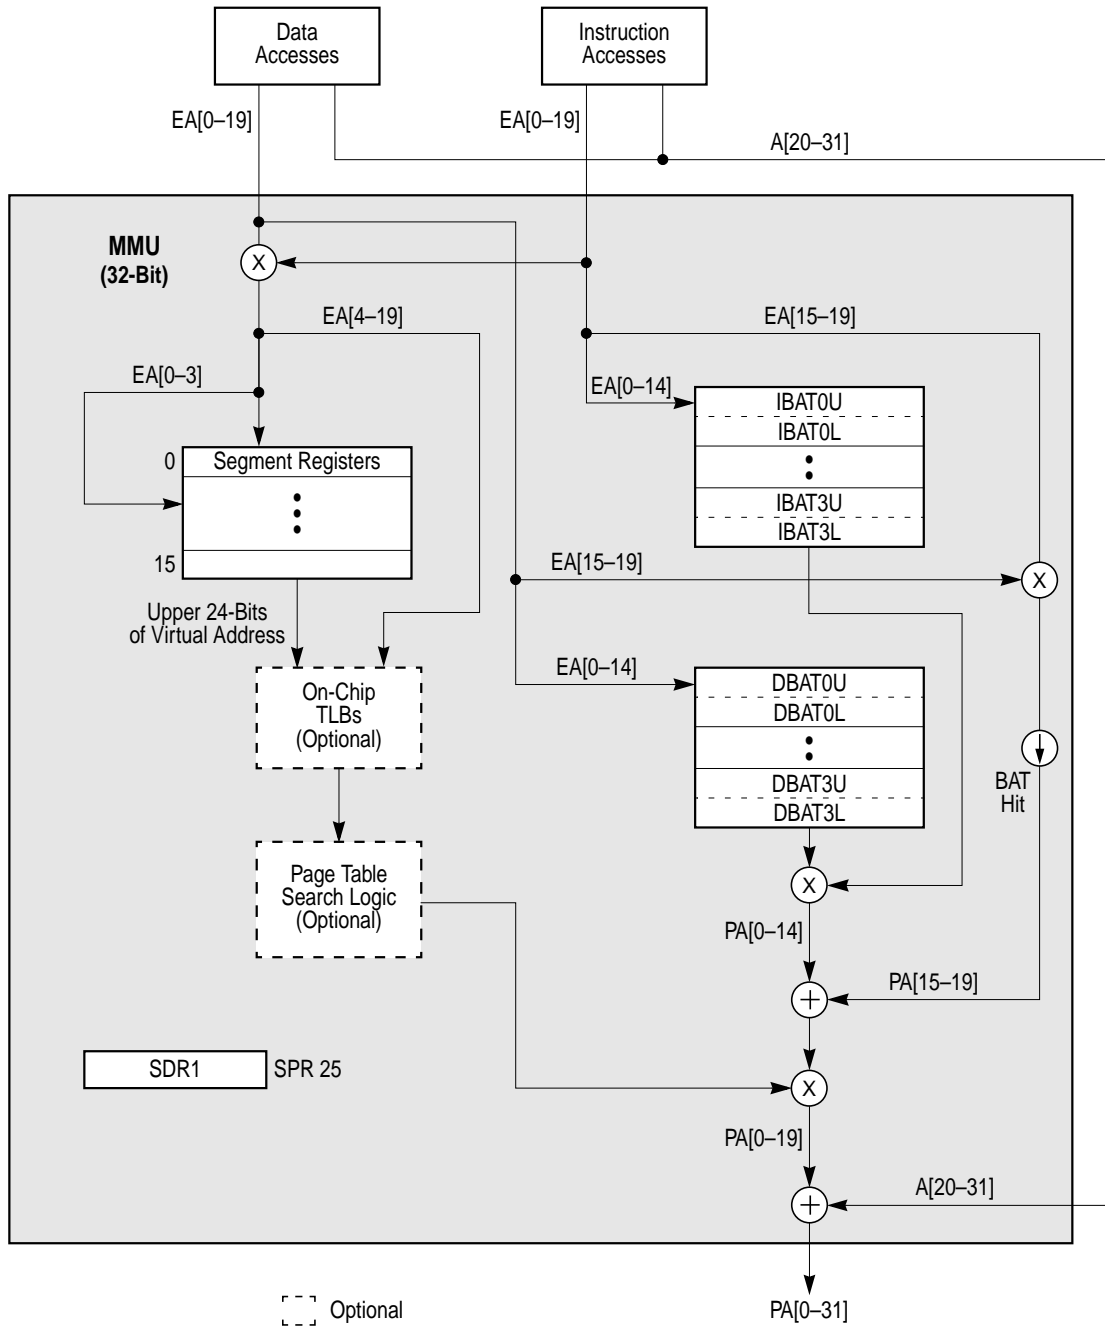 Data
Accesses
Instruction
Accesses
EA[0–19]
EA[0–19]
A[20–31]
MMU
(32-Bit)
X
EA[4–19]
EA[15–19]
EA[0–3]
EA[0–14]
IBAT0U
IBAT0L
IBAT3U
IBAT3L
0
Segment Registers
15
EA[15–19]
X
Upper 24-Bits
of Virtual Address
EA[0–14]
DBAT0U
DBAT0L
DBAT3U
DBAT3L
On-Chip
TLBs
(Optional)
BAT
Hit
Page Table
Search Logic
(Optional)
X
PA[0–14]
PA[15–19]
+
SDR1
SPR 25
X
PA[0–19]
A[20–31]
+
Optional
PA[0–31]